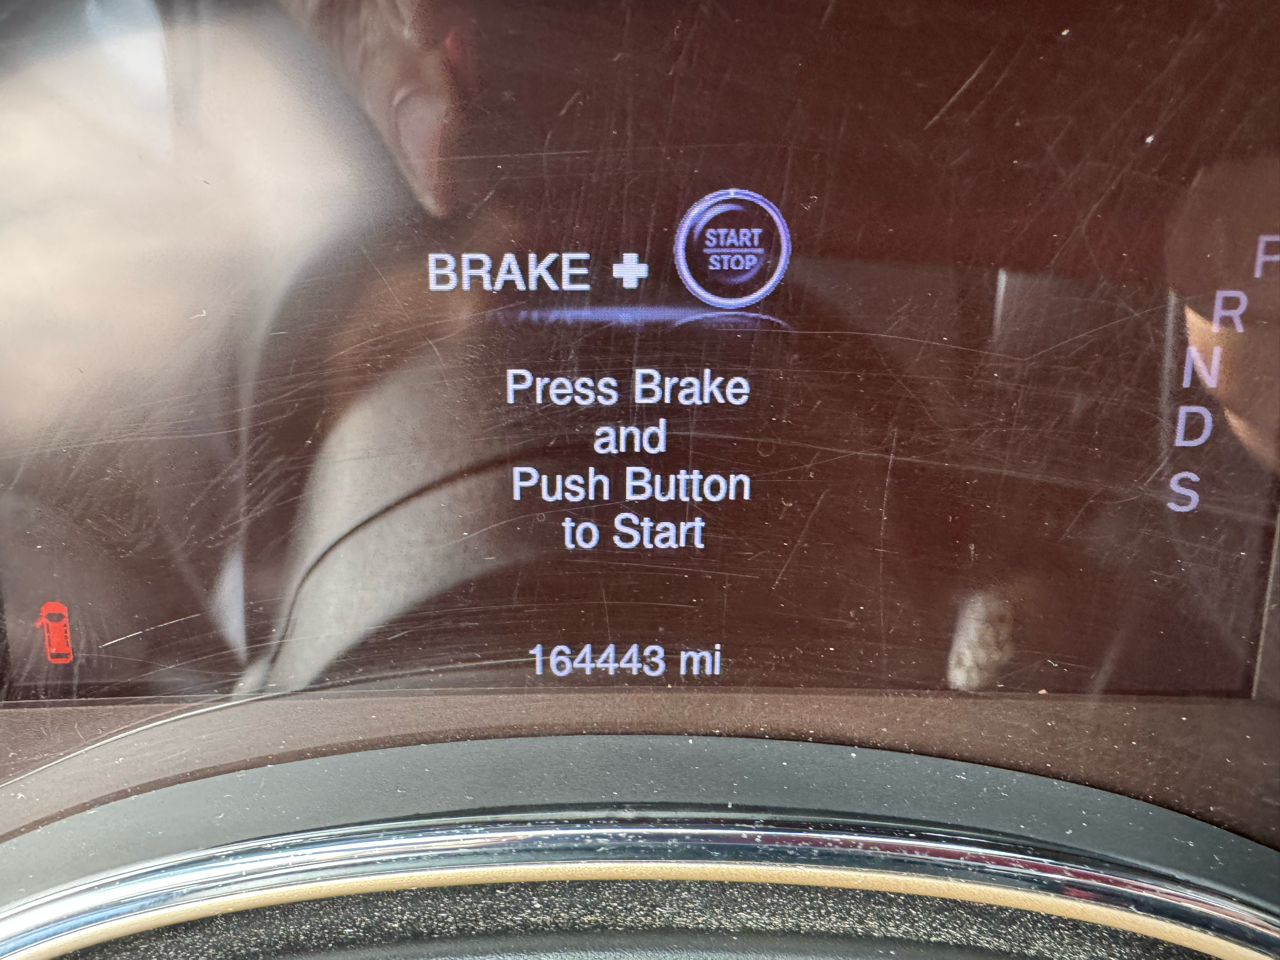 BRAKE +
START
STOP
Press Brake
and
Push Button
to Start
P
R
N
D
S
164443 mi